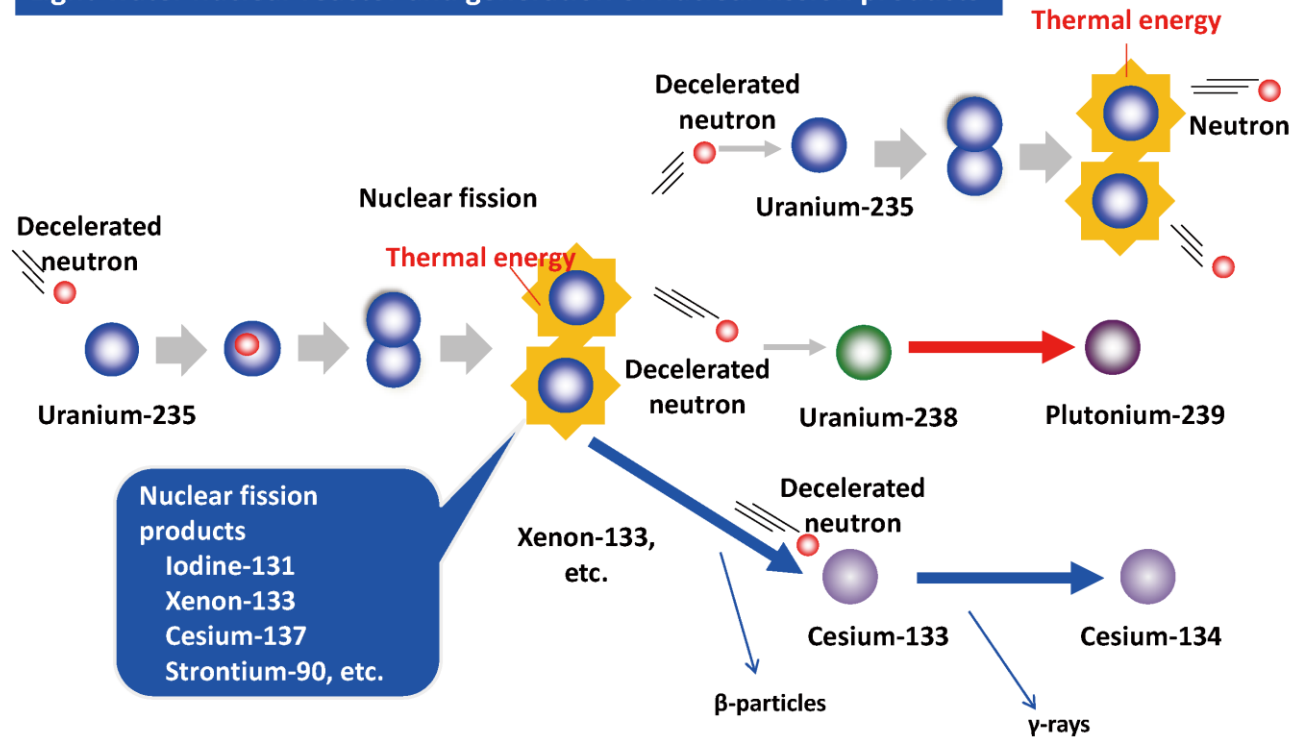 Thermal energy
Decelerated
neutron
Neutron
Uranium-235
Nuclear fission
Decelerated
neutron
Thermal energy
Decelerated
neutron
Uranium-235
Uranium-238
Plutonium-239
Nuclear fission
products
Iodine-131
Xenon-133
Cesium-137
Strontium-90, etc.
Xenon-133,
etc.
Decelerated
neutron
Cesium-133
Cesium-134
β-particles
γ-rays